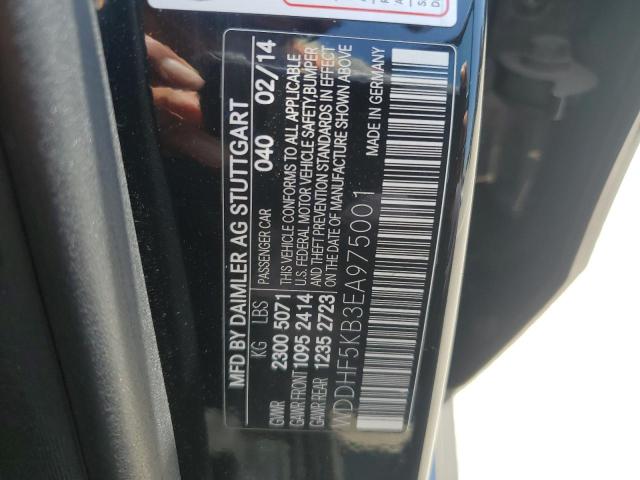 MFD BY DAIMLER AG STUTTGART
040 02/14
PASSENGER CAR
KG LBS
GVWR 2300 5071
GAWR FRONT 1095 2414
GAWR REAR 1235 2723
THIS VEHICLE CONFORMS TO ALL APPLICABLE
U.S. FEDERAL MOTOR VEHICLE SAFETY, BUMPER
AND THEFT PREVENTION STANDARDS IN EFFECT
ON THE DATE OF MANUFACTURE SHOWN ABOVE
MADE IN GERMANY
WDDHF5KB3EA975001